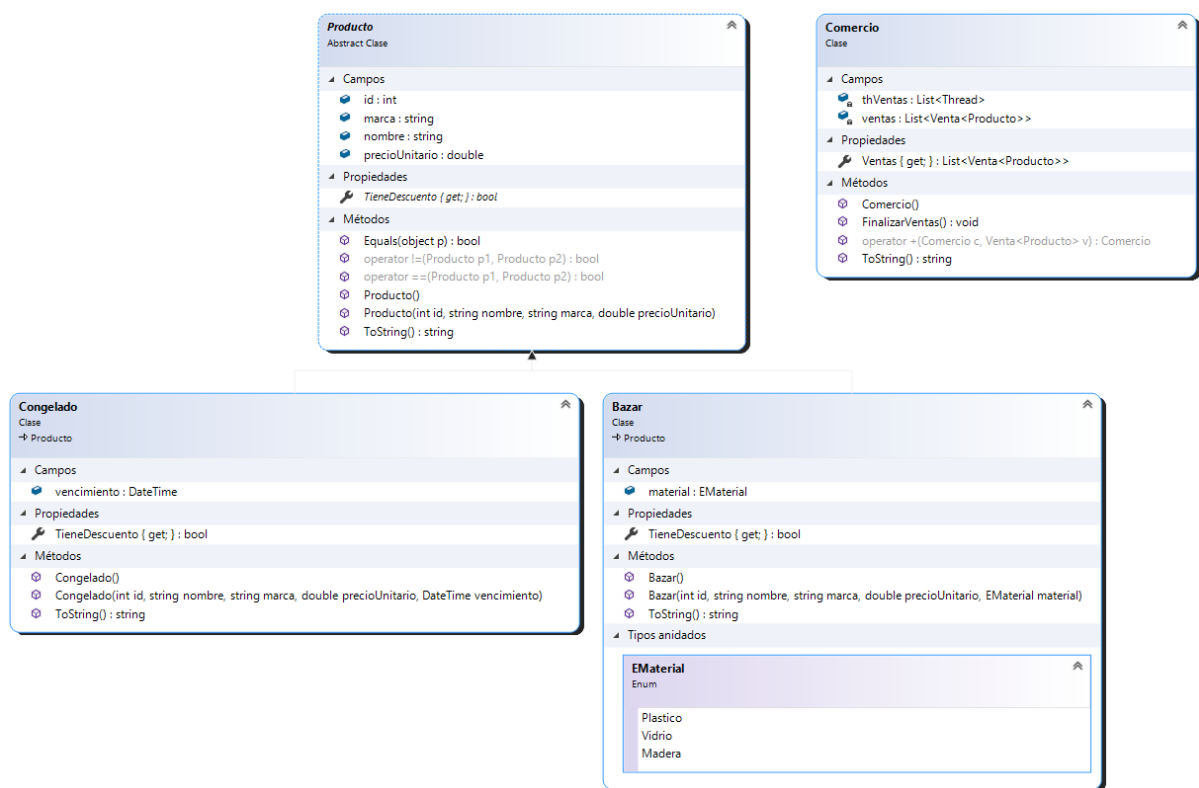 Producto
Abstract Clase
Campos
id : int
marca : string
nombre : string
precioUnitario : double
Propiedades
TieneDescuento { get; } : bool
Métodos
Equals(object p) : bool
operator !=(Producto p1, Producto p2) : bool
operator ==(Producto p1, Producto p2) : bool
Producto()
Producto(int id, string nombre, string marca, double precioUnitario)
ToString() : string
Comercio
Clase
Campos
thVentas : List<Thread>
ventas : List<Venta<Producto>>
Propiedades
Ventas { get; } : List<Venta<Producto>>
Métodos
Comercio()
FinalizarVentas() : void
operator +(Comercio c, Venta<Producto> v) : Comercio
ToString() : string
Congelado
Clase
Producto
Campos
vencimiento : DateTime
Propiedades
TieneDescuento { get; } : bool
Métodos
Congelado()
Congelado(int id, string nombre, string marca, double precioUnitario, DateTime vencimiento)
ToString() : string
Bazar
Clase
Producto
Campos
material : EMaterial
Propiedades
TieneDescuento { get; } : bool
Métodos
Bazar()
Bazar(int id, string nombre, string marca, double precioUnitario, EMaterial material)
ToString() : string
Tipos anidados
EMaterial
Enum
Plastico
Vidrio
Madera